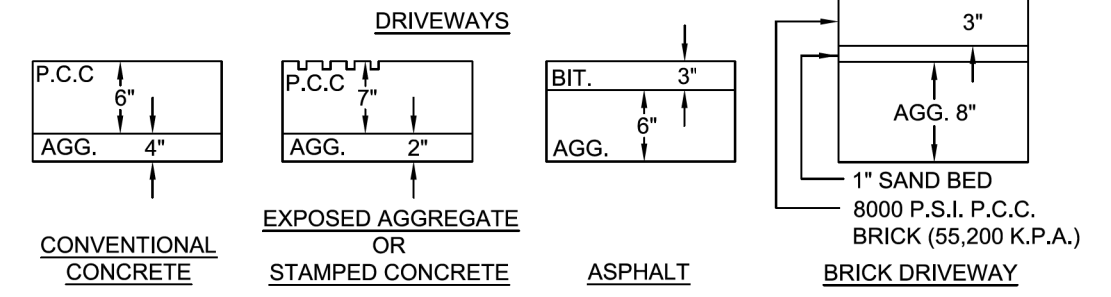 DRIVEWAYS
P.C.C
6"
AGG. 4"
CONVENTIONAL
CONCRETE
P.C.C
7"
AGG. 2"
EXPOSED AGGREGATE
OR
STAMPED CONCRETE
BIT. 3"
6"
AGG.
ASPHALT
3"
AGG. 8"
1" SAND BED
8000 P.S.I. P.C.C.
BRICK (55,200 K.P.A.)
BRICK DRIVEWAY